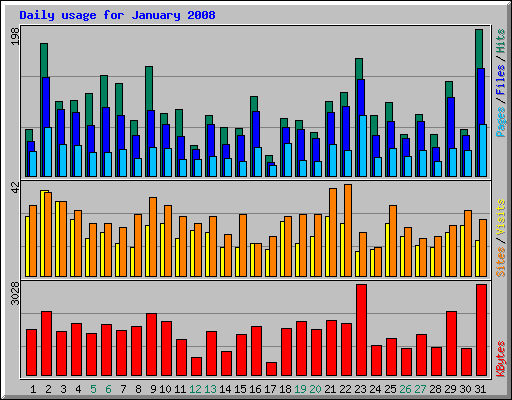 Daily usage for January 2008
198
Pages / Files / Hits
42
Sites / Visits
3028
KBytes
1 2 3 4 5 6 7 8 9 10 11 12 13 14 15 16 17 18 19 20 21 22 23 24 25 26 27 28 29 30 31